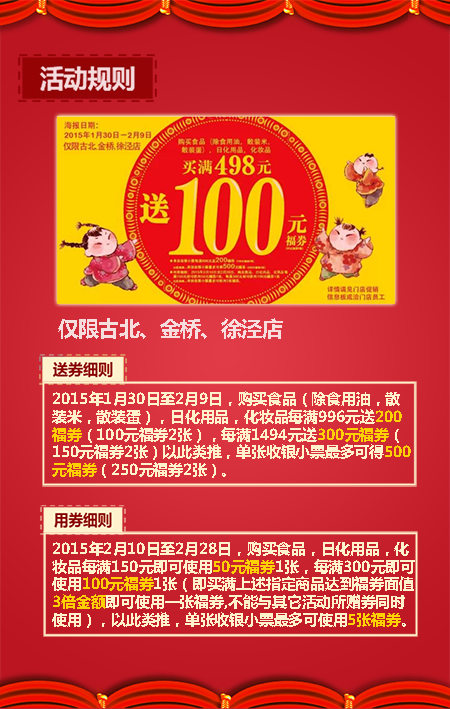 活动规则
海报日期：
2015年1月30日－2月9日
仅限古北,金桥,徐泾店
购买食品（除食用油，散装米，
散装蛋），日化用品，化妆品
买满498元
送100元
福券
详情请见门店促销
信息板或洽门店员工
仅限古北、金桥、徐泾店
送券细则
2015年1月30日至2月9日，购买食品（除食用油，散
装米，散装蛋），日化用品，化妆品每满996元送200
福券（100元福券2张），每满1494元送300元福券（
150元福券2张）以此类推，单张收银小票最多可得500
元福券（250元福券2张）。
用券细则
2015年2月10日至2月28日，购买食品，日化用品，化
妆品每满150元即可使用50元福券1张，每满300元即可
使用100元福券1张（即买满上述指定商品达到福券面值
3倍金额即可使用一张福券,不能与其它活动所赠券同时
使用），以此类推，单张收银小票最多可使用5张福券。